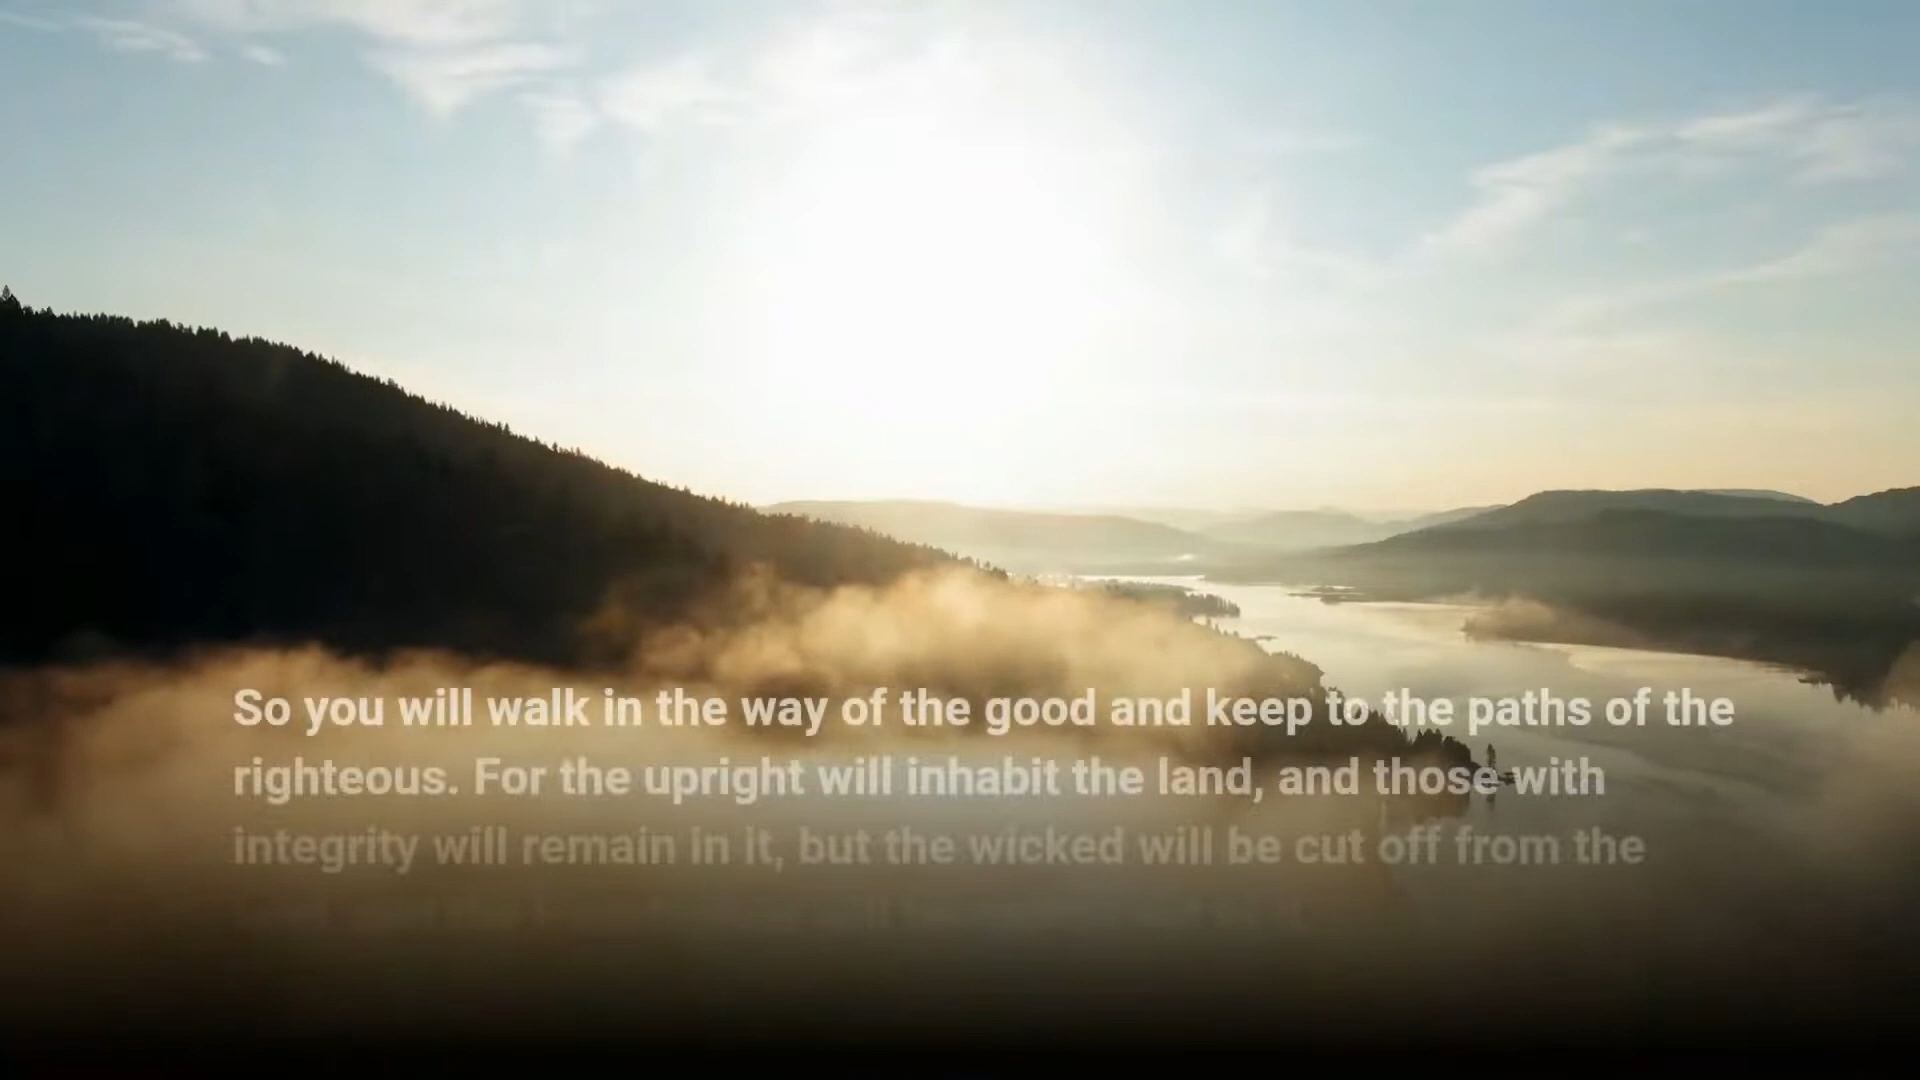 So you will walk in the way of the good and keep to the paths of the
righteous. For the upright will inhabit the land, and those with
integrity will remain in it, but the wicked will be cut off from the